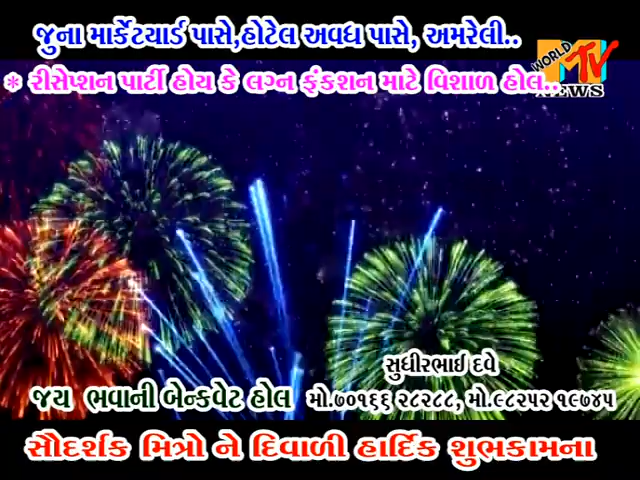 જુના માર્કેટયાર્ડ પાસે,હોટેલ અવધ પાસે, અમરેલી..
WORLD
MTV
NEWS
* રીસેપ્શન પાર્ટી હોય કે લગ્ન ફંકશન માટે વિશાળ હોલ..
સુધીરભાઈ દવે
જય ભવાની બેન્કવેટ હોલ
મો.૭૦૧૬૬ ૨૮૨૮૮, મો.૯૮૨૫૨ ૧૯૭૪૫
સૌદર્શક મિત્રો ને દિવાળી હાર્દિક શુભકામના